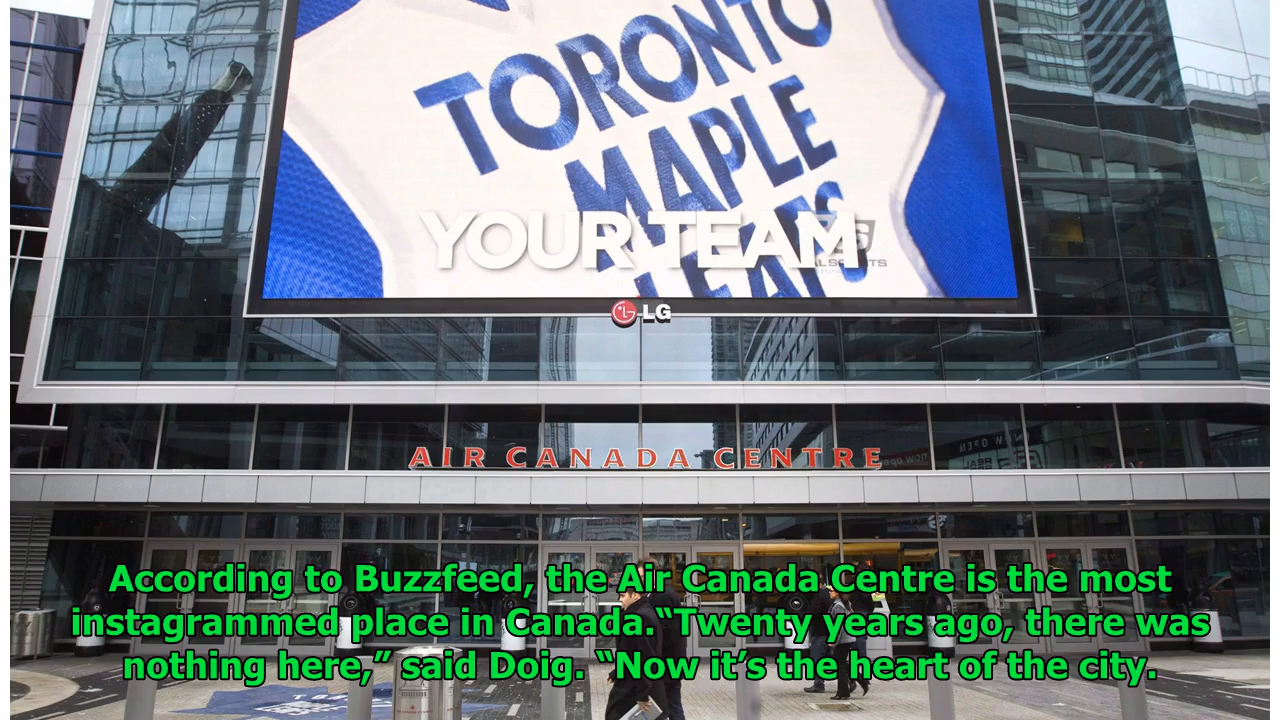 TORONTO
MAPLE
LEAFS
YOUR TEAM
LG
AIR CANADA CENTRE
According to Buzzfeed, the Air Canada Centre is the most
instagrammed place in Canada.“Twenty years ago, there was
nothing here,” said Doig. “Now it’s the heart of the city.